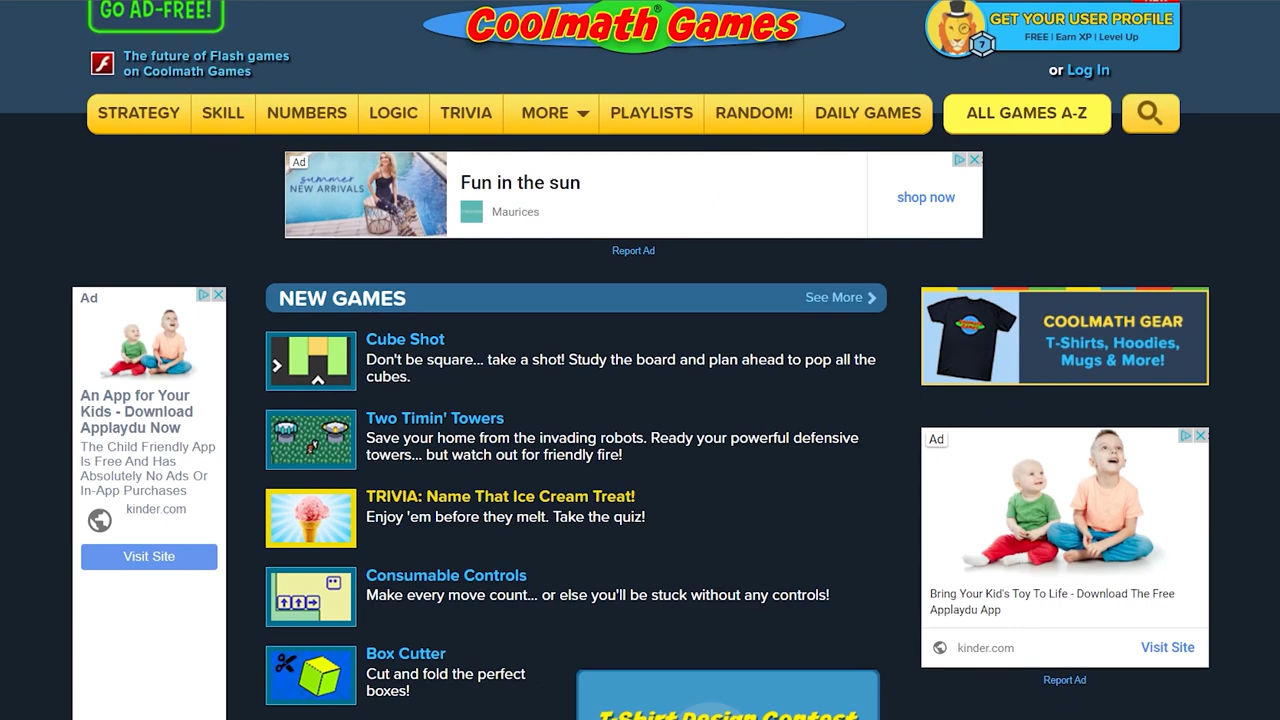 GO AD-FREE!
Coolmath Games®
GET YOUR USER PROFILE
FREE | Earn XP | Level Up
7
The future of Flash games
on Coolmath Games
or Log In
STRATEGY SKILL NUMBERS LOGIC TRIVIA MORE PLAYLISTS RANDOM! DAILY GAMES ALL GAMES A-Z
Ad
summer
NEW ARRIVALS
Fun in the sun
Maurices
shop now
Report Ad
Ad
An App for Your
Kids - Download
Applaydu Now
The Child Friendly App
Is Free And Has
Absolutely No Ads Or
In-App Purchases
kinder.com
Visit Site
NEW GAMES
See More
Cube Shot
Don't be square... take a shot! Study the board and plan ahead to pop all the
cubes.
Two Timin' Towers
Save your home from the invading robots. Ready your powerful defensive
towers... but watch out for friendly fire!
TRIVIA: Name That Ice Cream Treat!
Enjoy 'em before they melt. Take the quiz!
Consumable Controls
Make every move count... or else you'll be stuck without any controls!
Box Cutter
Cut and fold the perfect
boxes!
T-Shirt Design Contest
COOLMATH GEAR
T-Shirts, Hoodies,
Mugs & More!
Ad
Bring Your Kid's Toy To Life - Download The Free
Applaydu App
kinder.com
Visit Site
Report Ad